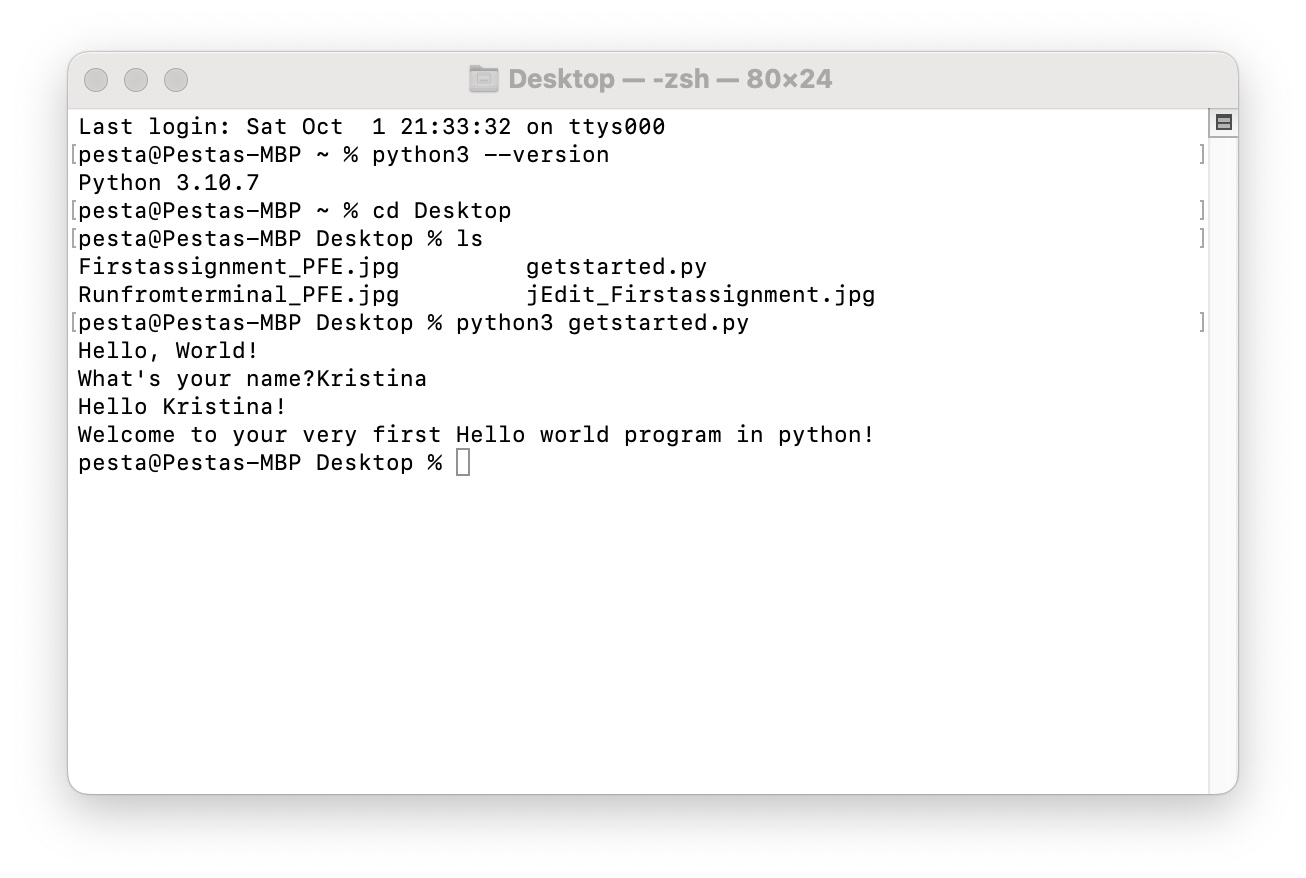 Desktop — -zsh — 80×24
Last login: Sat Oct  1 21:33:32 on ttys000
[pesta@Pestas-MBP ~ % python3 --version ]
Python 3.10.7
[pesta@Pestas-MBP ~ % cd Desktop ]
[pesta@Pestas-MBP Desktop % ls ]
Firstassignment_PFE.jpg         getstarted.py
Runfromterminal_PFE.jpg         jEdit_Firstassignment.jpg
[pesta@Pestas-MBP Desktop % python3 getstarted.py ]
Hello, World!
What's your name?Kristina
Hello Kristina!
Welcome to your very first Hello world program in python!
pesta@Pestas-MBP Desktop %